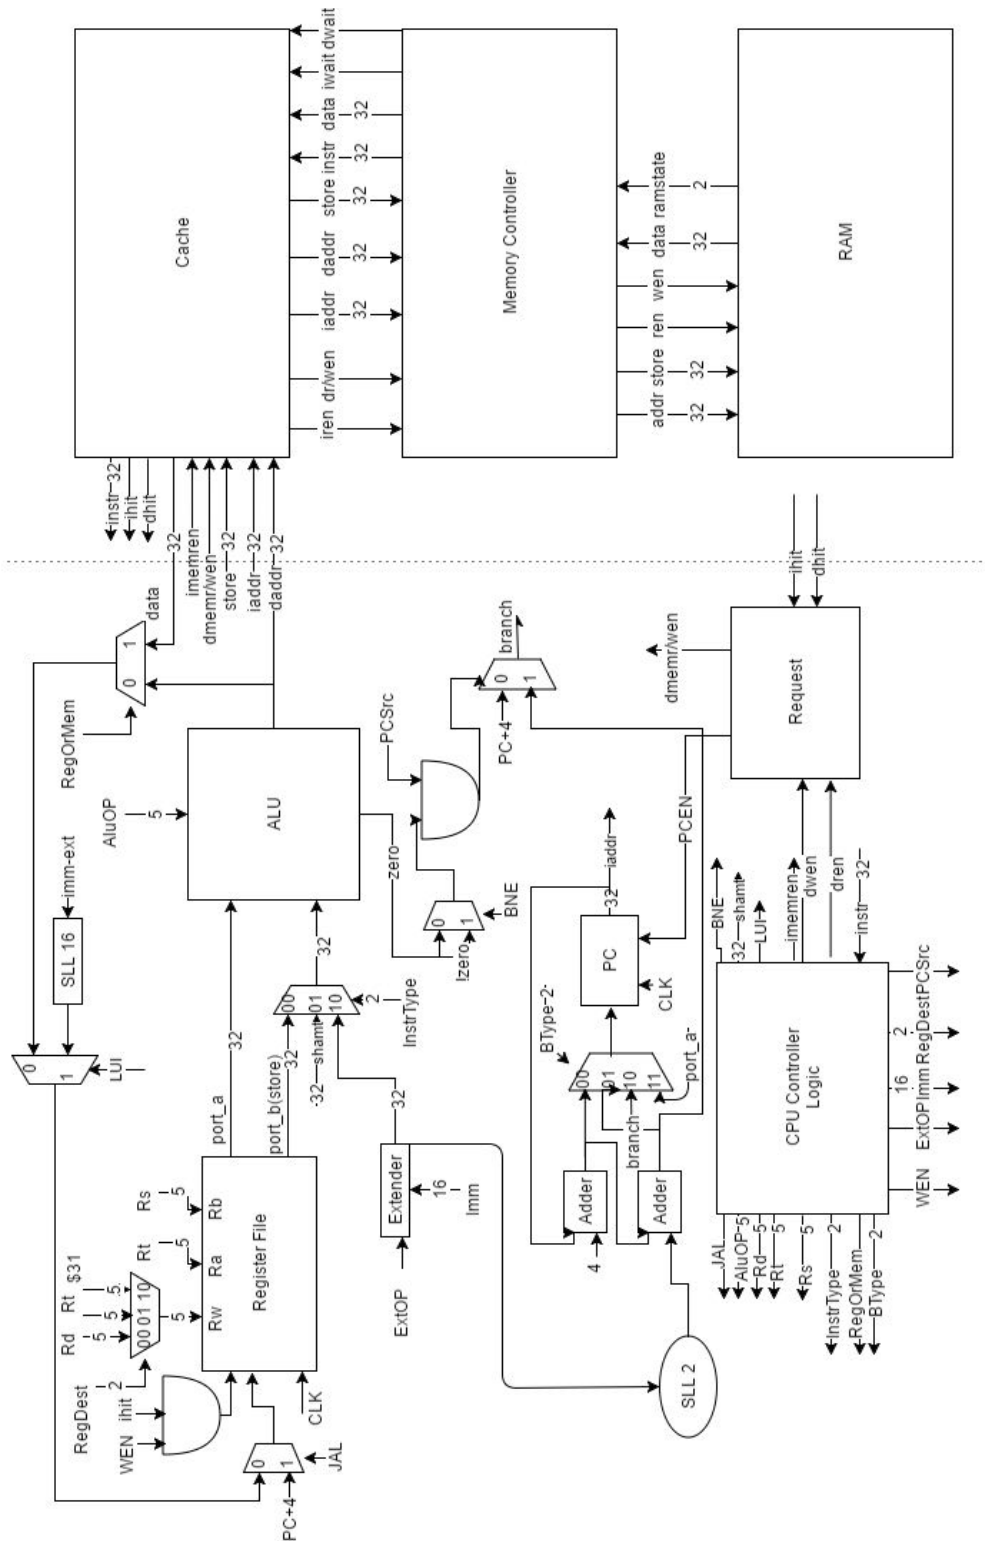 Rd
5
Rt
5
$31
5
00 01 10
RegDest
2
WEN
ihit
5
Rw
Rt
5
Ra
Rs
5
Rb
Register File
CLK
0
1
JAL
PC+4
port_a
32
port_b(store)
32
LUI
0
1
SLL 16
imm-ext
AluOP
5
ALU
RegOrMem
0
1
data
32
-32-shamt
00
01
10
2
InstrType
32
32
Extender
ExtOP
16
Imm
zero
!zero
0
1
BNE
PCSrc
PC+4
0
1
branch
instr-32
ihit
dhit
imemren
dmemr/wen
store-32
iaddr-32
daddr-32
Cache
iren dr/wen iaddr daddr store instr data iwait dwait
32
32
32
32
32
Memory Controller
addr store ren wen data ramstate
32
32
32
2
RAM
SLL 2
4
Adder
Adder
BType-2-
00
01
10
11
branch
port_a-
PC
CLK
32
iaddr
PCEN
dmemr/wen
Request
ihit
dhit
BNE
32-shamt
LUI
imemren
dwen
dren
instr-32
CPU Controller
Logic
JAL
AluOP-5
Rd-5
Rt-5
Rs-5
InstrType-2
RegOrMem
BType-2
WEN
ExtOP
Imm
16
RegDest
2
PCSrc